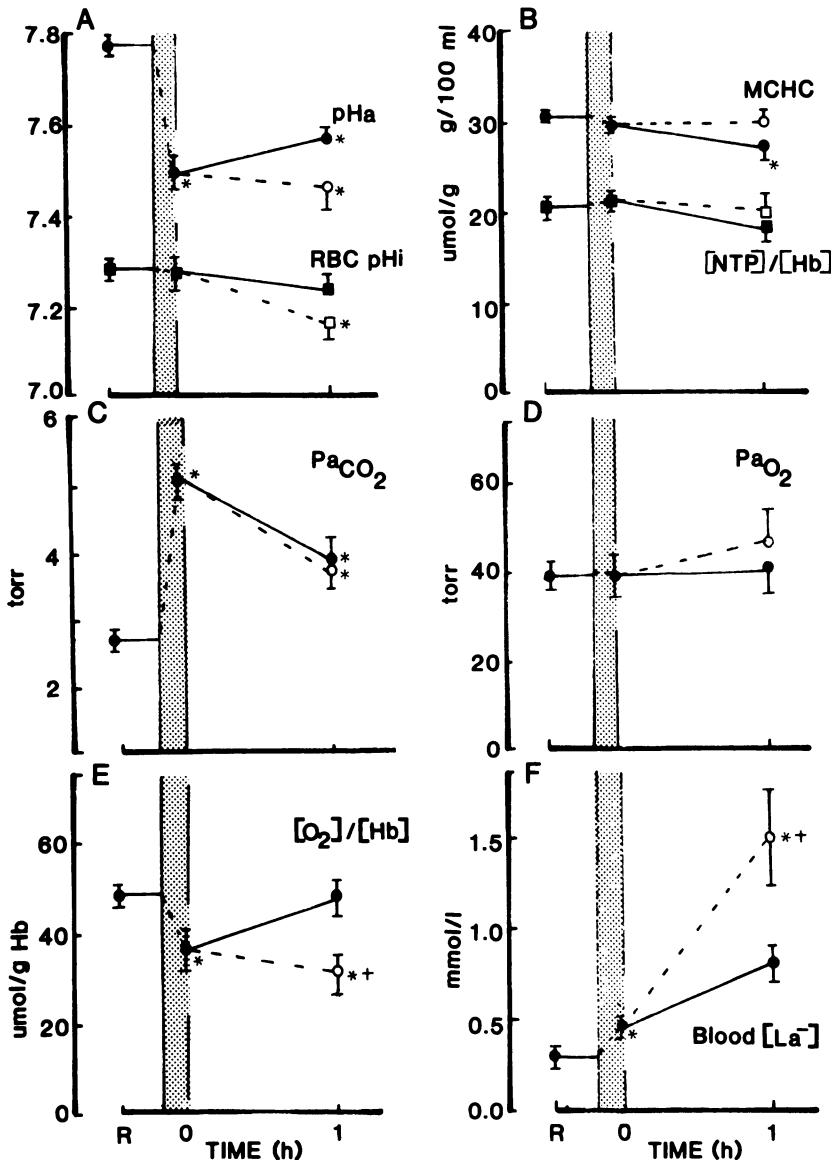 A
7.8
7.6
7.4
7.2
7.0
pHa
*
*
*
RBC pHi
*
B
umol/g g/100 ml
40
30
20
10
0
MCHC
*
[NTP]/[Hb]
C
torr
6
4
2
PaCO2
*
*
*
D
torr
60
40
20
0
PaO2
E
umol/g Hb
60
40
20
0
[O2]/[Hb]
*
*+
R 0 1
TIME (h)
F
mmol/l
1.5
1.0
0.5
0.0
*+
*
Blood [La-]
R 0 1
TIME (h)